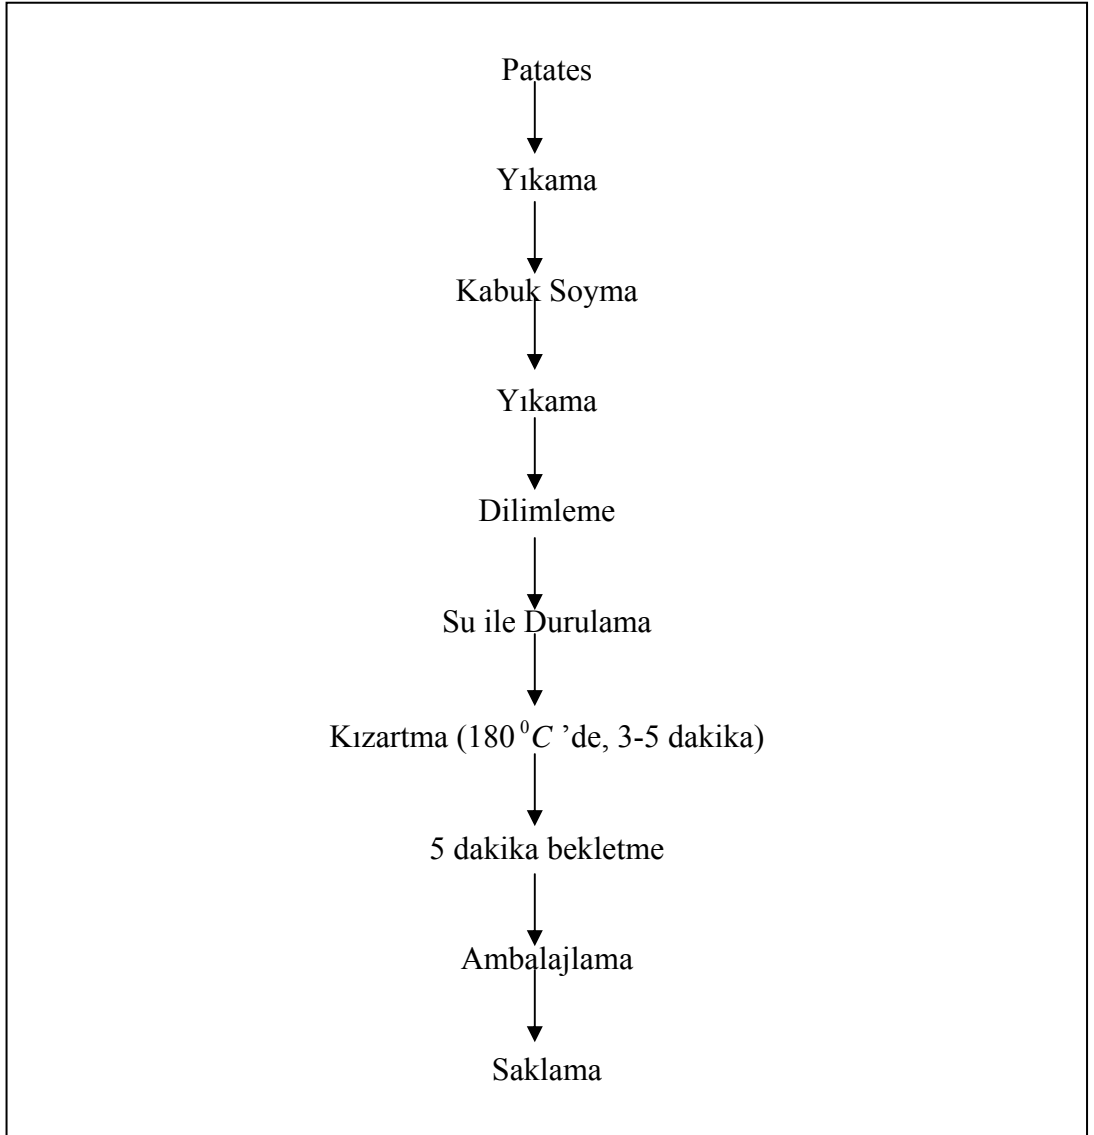 Patates
Yıkama
Kabuk Soyma
Yıkama
Dilimleme
Su ile Durulama
Kızartma (180 ⁰C ’de, 3-5 dakika)
5 dakika bekletme
Ambalajlama
Saklama